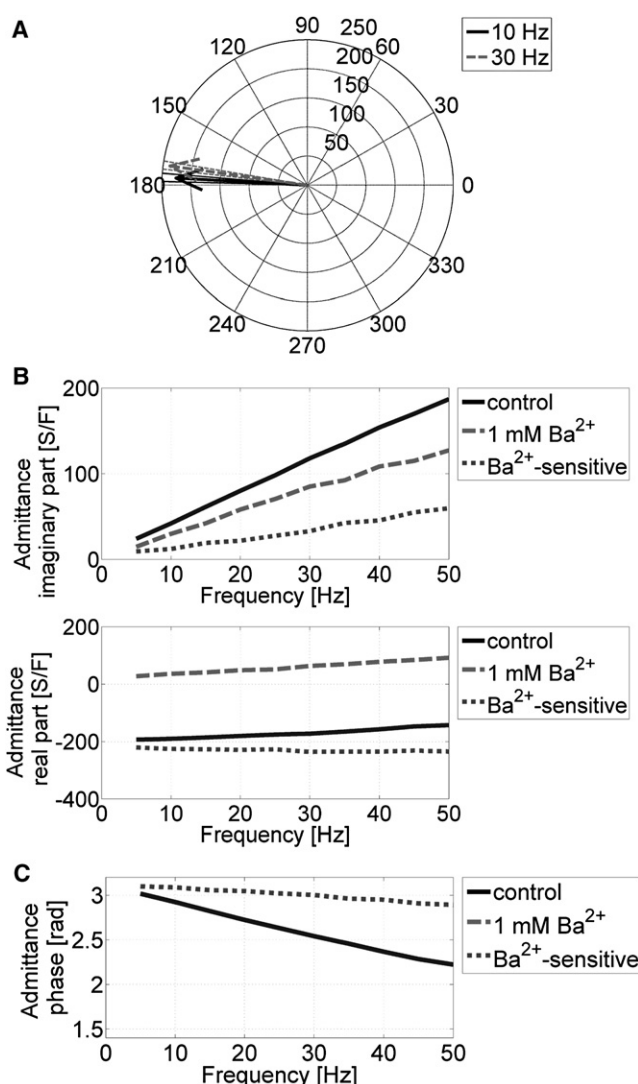 A
90
250
120
60
200
150
150
30
100
50
180
0
210
330
240
300
270
10 Hz
30 Hz
B
200
100
0
0 10 20 30 40 50
Frequency [Hz]
Admittance
imaginary part [S/F]
control
1 mM Ba²⁺
Ba²⁺-sensitive
200
0
-200
-400
0 10 20 30 40 50
Frequency [Hz]
Admittance
real part [S/F]
control
1 mM Ba²⁺
Ba²⁺-sensitive
C
3
2.5
2
1.5
0 10 20 30 40 50
Frequency [Hz]
Admittance
phase [rad]
control
1 mM Ba²⁺
Ba²⁺-sensitive